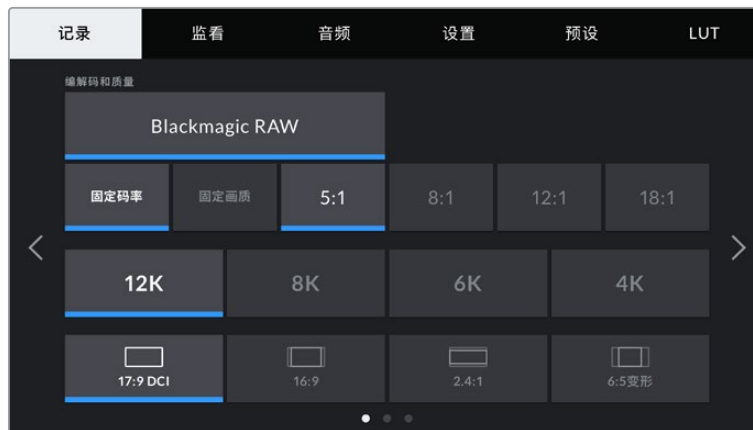 记录 监看 音频 设置 预设 LUT
编解码和质量
Blackmagic RAW
固定码率 固定画质 5:1 8:1 12:1 18:1
12K 8K 6K 4K
17:9 DCI 16:9 2.4:1 6:5变形